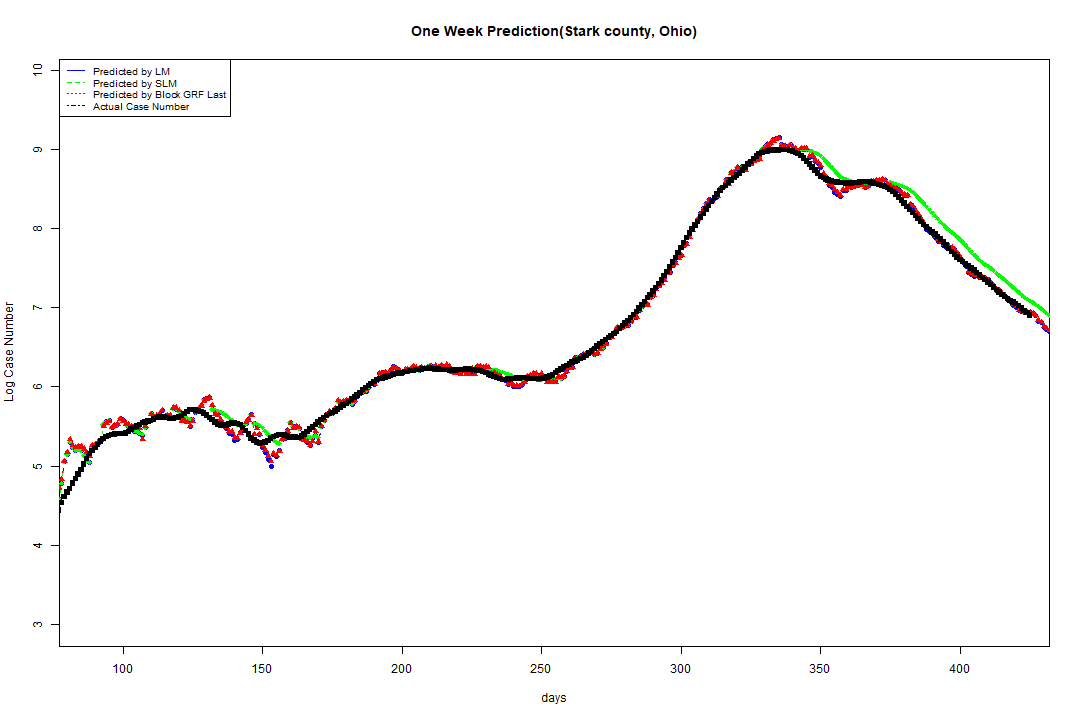 One Week Prediction(Stark county, Ohio)
Predicted by LM
Predicted by SLM
Predicted by Block GRF Last
Actual Case Number
10
9
8
7
6
5
4
3
Log Case Number
100 150 200 250 300 350 400
days